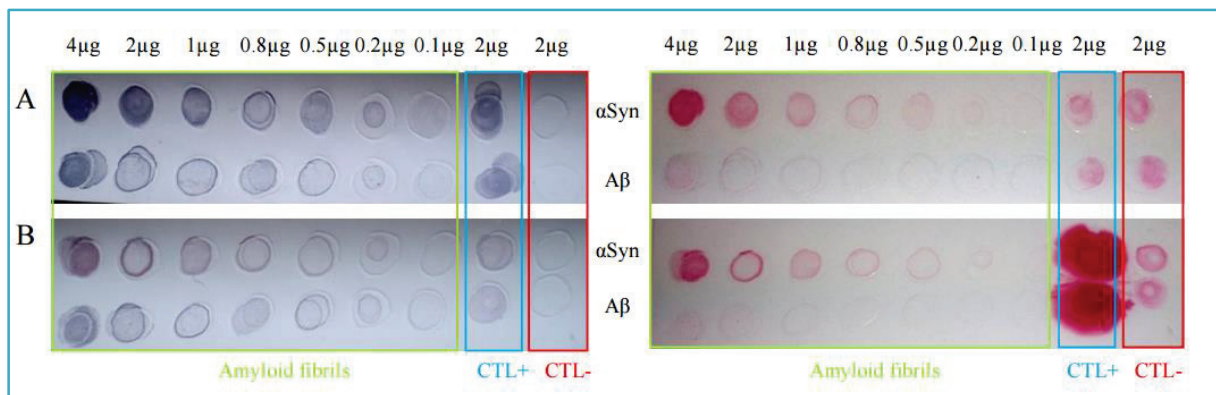 4µg 2µg 1µg 0.8µg 0.5µg 0.2µg 0.1µg 2µg 2µg 4µg 2µg 1µg 0.8µg 0.5µg 0.2µg 0.1µg 2µg 2µg
A αSyn
Aβ
B αSyn
Aβ
Amyloid fibrils CTL+ CTL- Amyloid fibrils CTL+ CTL-